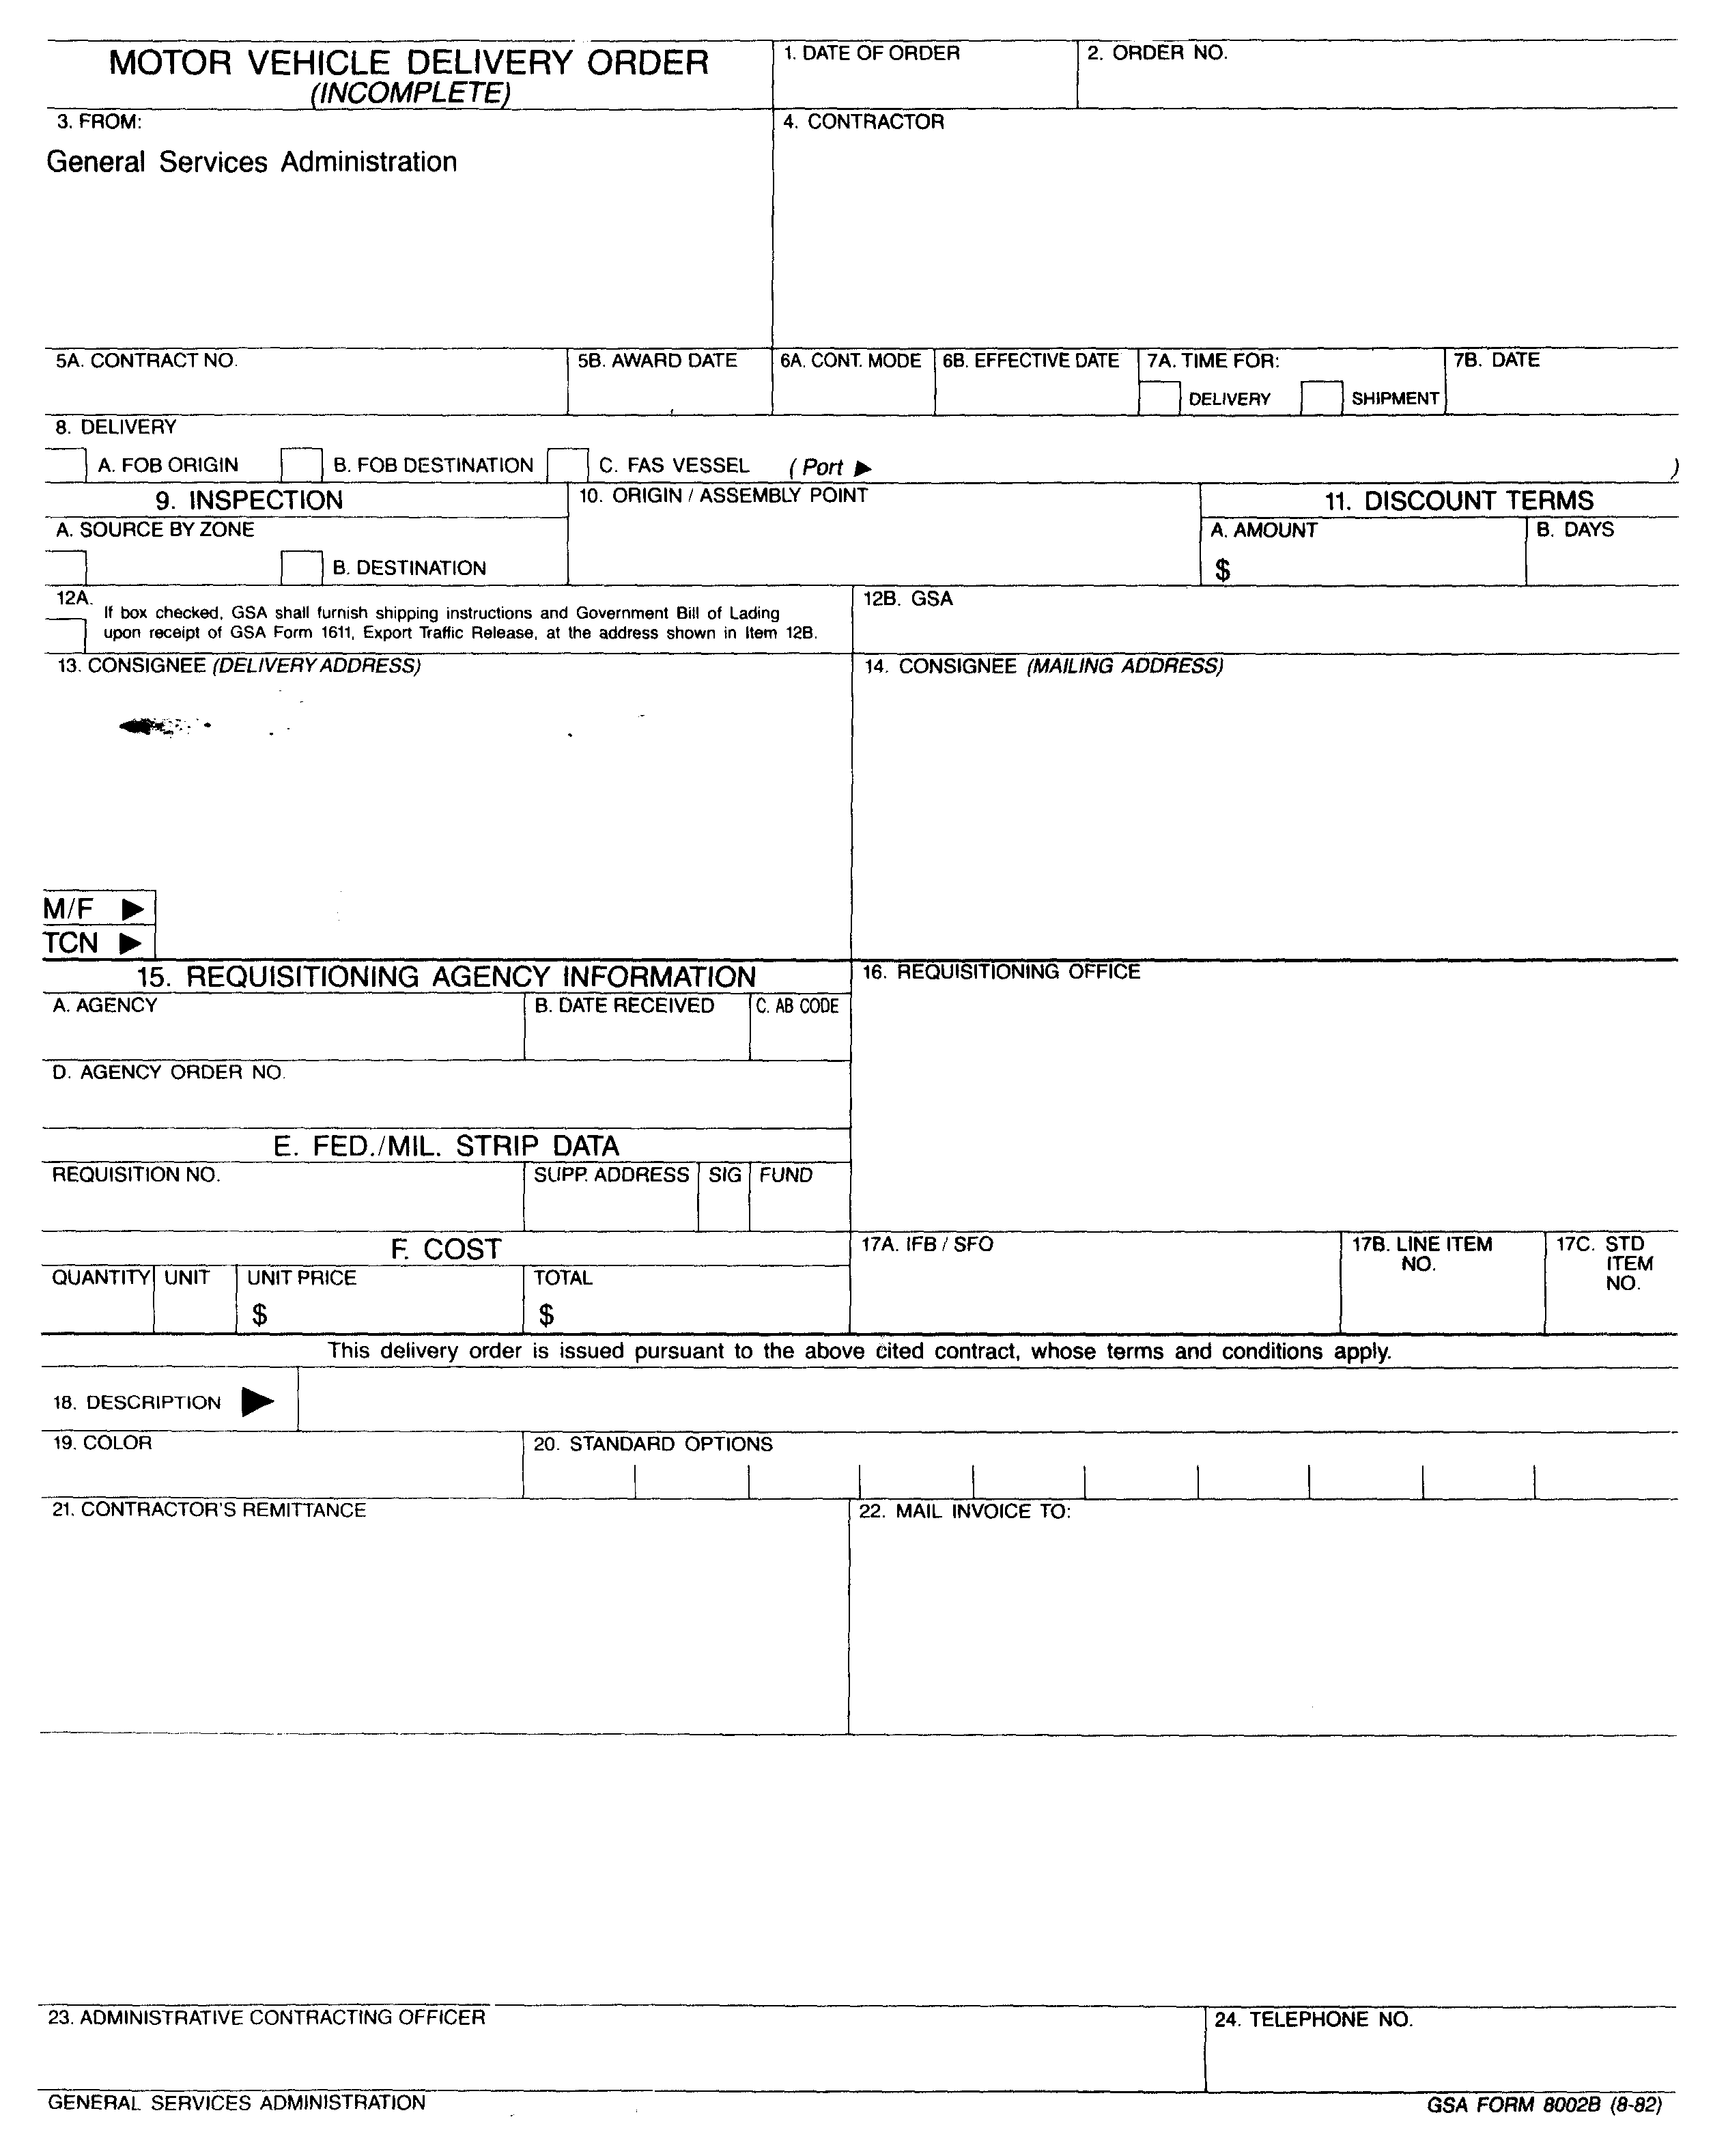 MOTOR VEHICLE DELIVERY ORDER
(INCOMPLETE)
1. DATE OF ORDER
2. ORDER NO.
3. FROM:
General Services Administration
4. CONTRACTOR
5A. CONTRACT NO.
5B. AWARD DATE
6A. CONT. MODE
6B. EFFECTIVE DATE
7A. TIME FOR:
DELIVERY
SHIPMENT
7B. DATE
8. DELIVERY
A. FOB ORIGIN
B. FOB DESTINATION
C. FAS VESSEL (Port ▶ )
9. INSPECTION
A. SOURCE BY ZONE
B. DESTINATION
10. ORIGIN / ASSEMBLY POINT
11. DISCOUNT TERMS
A. AMOUNT
$
B. DAYS
12A.
If box checked, GSA shall furnish shipping instructions and Government Bill of Lading
upon receipt of GSA Form 1611, Export Traffic Release, at the address shown in Item 12B.
12B. GSA
13. CONSIGNEE (DELIVERY ADDRESS)
14. CONSIGNEE (MAILING ADDRESS)
M/F ▶
TCN ▶
15. REQUISITIONING AGENCY INFORMATION
A. AGENCY
B. DATE RECEIVED
C. AB CODE
16. REQUISITIONING OFFICE
D. AGENCY ORDER NO.
E. FED./MIL. STRIP DATA
REQUISITION NO.
SUPP. ADDRESS
SIG
FUND
F. COST
QUANTITY
UNIT
UNIT PRICE
$
TOTAL
$
17A. IFB / SFO
17B. LINE ITEM
NO.
17C. STD
ITEM
NO.
This delivery order is issued pursuant to the above cited contract, whose terms and conditions apply.
18. DESCRIPTION ▶
19. COLOR
20. STANDARD OPTIONS
21. CONTRACTOR'S REMITTANCE
22. MAIL INVOICE TO:
23. ADMINISTRATIVE CONTRACTING OFFICER
24. TELEPHONE NO.
GENERAL SERVICES ADMINISTRATION
GSA FORM 8002B (8-82)